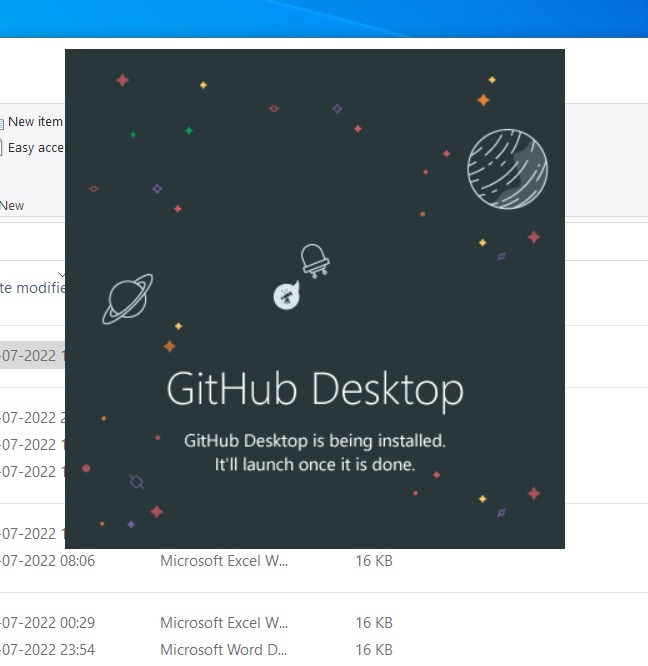 New item
Easy acce
New
te modifie
-07-2022 1
-07-2022 2
-07-2022 1
-07-2022 1
-07-2022 1
GitHub Desktop
GitHub Desktop is being installed.
It'll launch once it is done.
-07-2022 08:06 Microsoft Excel W... 16 KB
-07-2022 00:29 Microsoft Excel W... 16 KB
-07-2022 23:54 Microsoft Word D... 16 KB